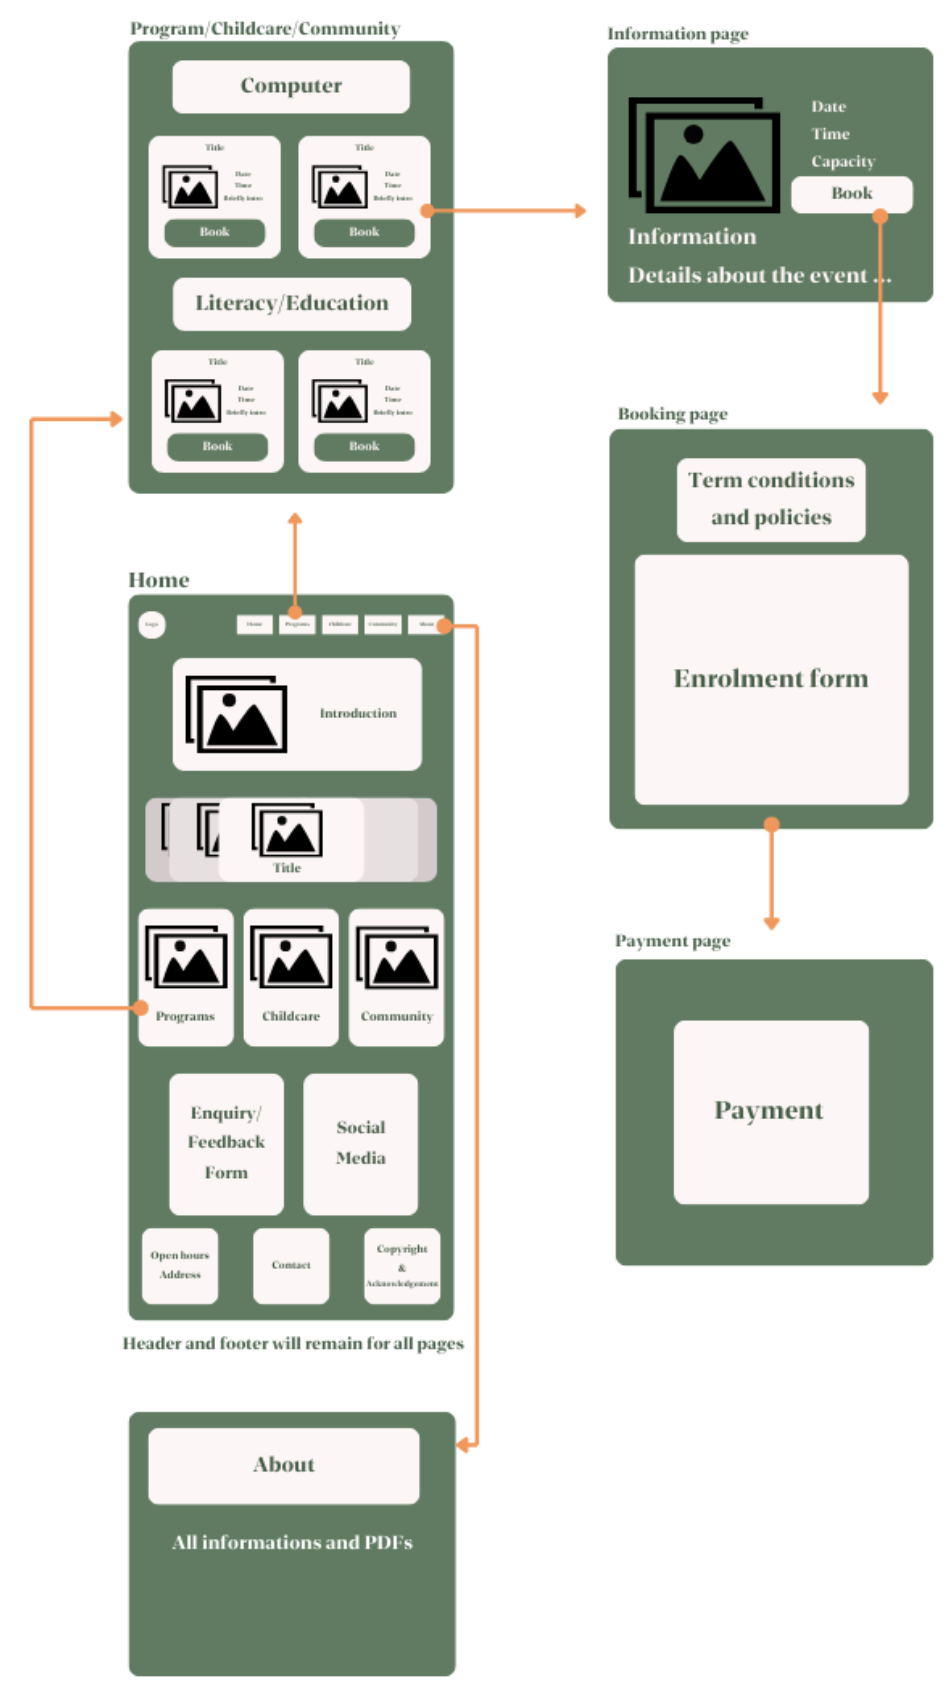 Program/Childcare/Community
Computer
Title
Date
Time
Briefly intro
Book
Title
Date
Time
Briefly intro
Book
Literacy/Education
Title
Date
Time
Briefly intro
Book
Title
Date
Time
Briefly intro
Book
Information page
Date
Time
Capacity
Book
Information
Details about the event ...
Booking page
Term conditions
and policies
Enrolment form
Payment page
Payment
Home
Logo
Home
Programs
Childcare
Community
About
Introduction
Title
Programs
Childcare
Community
Enquiry/
Feedback
Form
Social
Media
Open hours
Address
Contact
Copyright
&
Acknowledgement
Header and footer will remain for all pages
About
All informations and PDFs